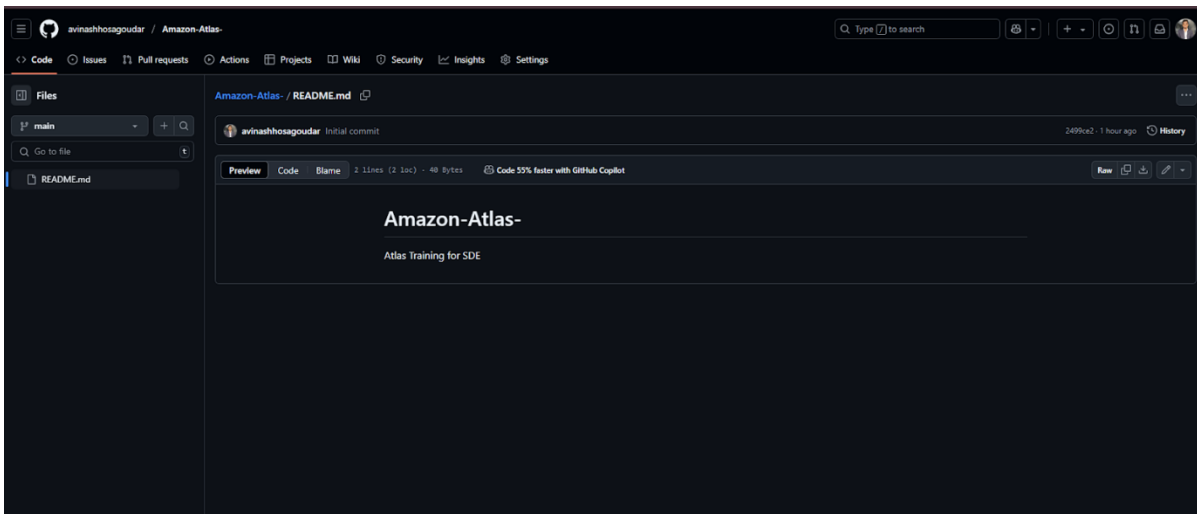 avinashhosagoudar / Amazon-Atlas-
Type / to search
Code Issues Pull requests Actions Projects Wiki Security Insights Settings
Files
main
Go to file t
README.md
Amazon-Atlas- / README.md
avinashhosagoudar Initial commit
2499ce2 · 1 hour ago History
Preview Code Blame 2 lines (2 loc) · 40 Bytes Code 55% faster with GitHub Copilot
Raw
Amazon-Atlas-
Atlas Training for SDE